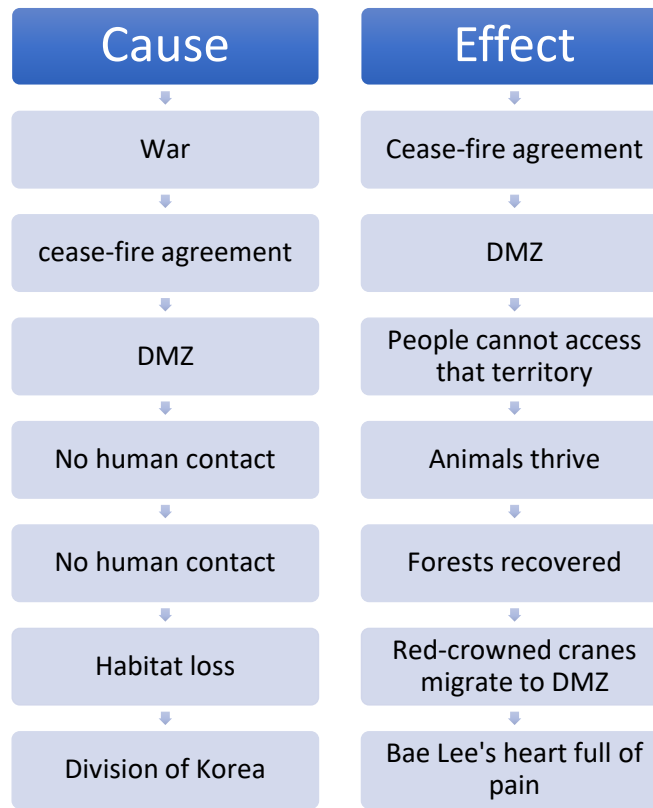 Cause
War
cease-fire agreement
DMZ
No human contact
No human contact
Habitat loss
Division of Korea
Effect
Cease-fire agreement
DMZ
People cannot access
that territory
Animals thrive
Forests recovered
Red-crowned cranes
migrate to DMZ
Bae Lee's heart full of
pain